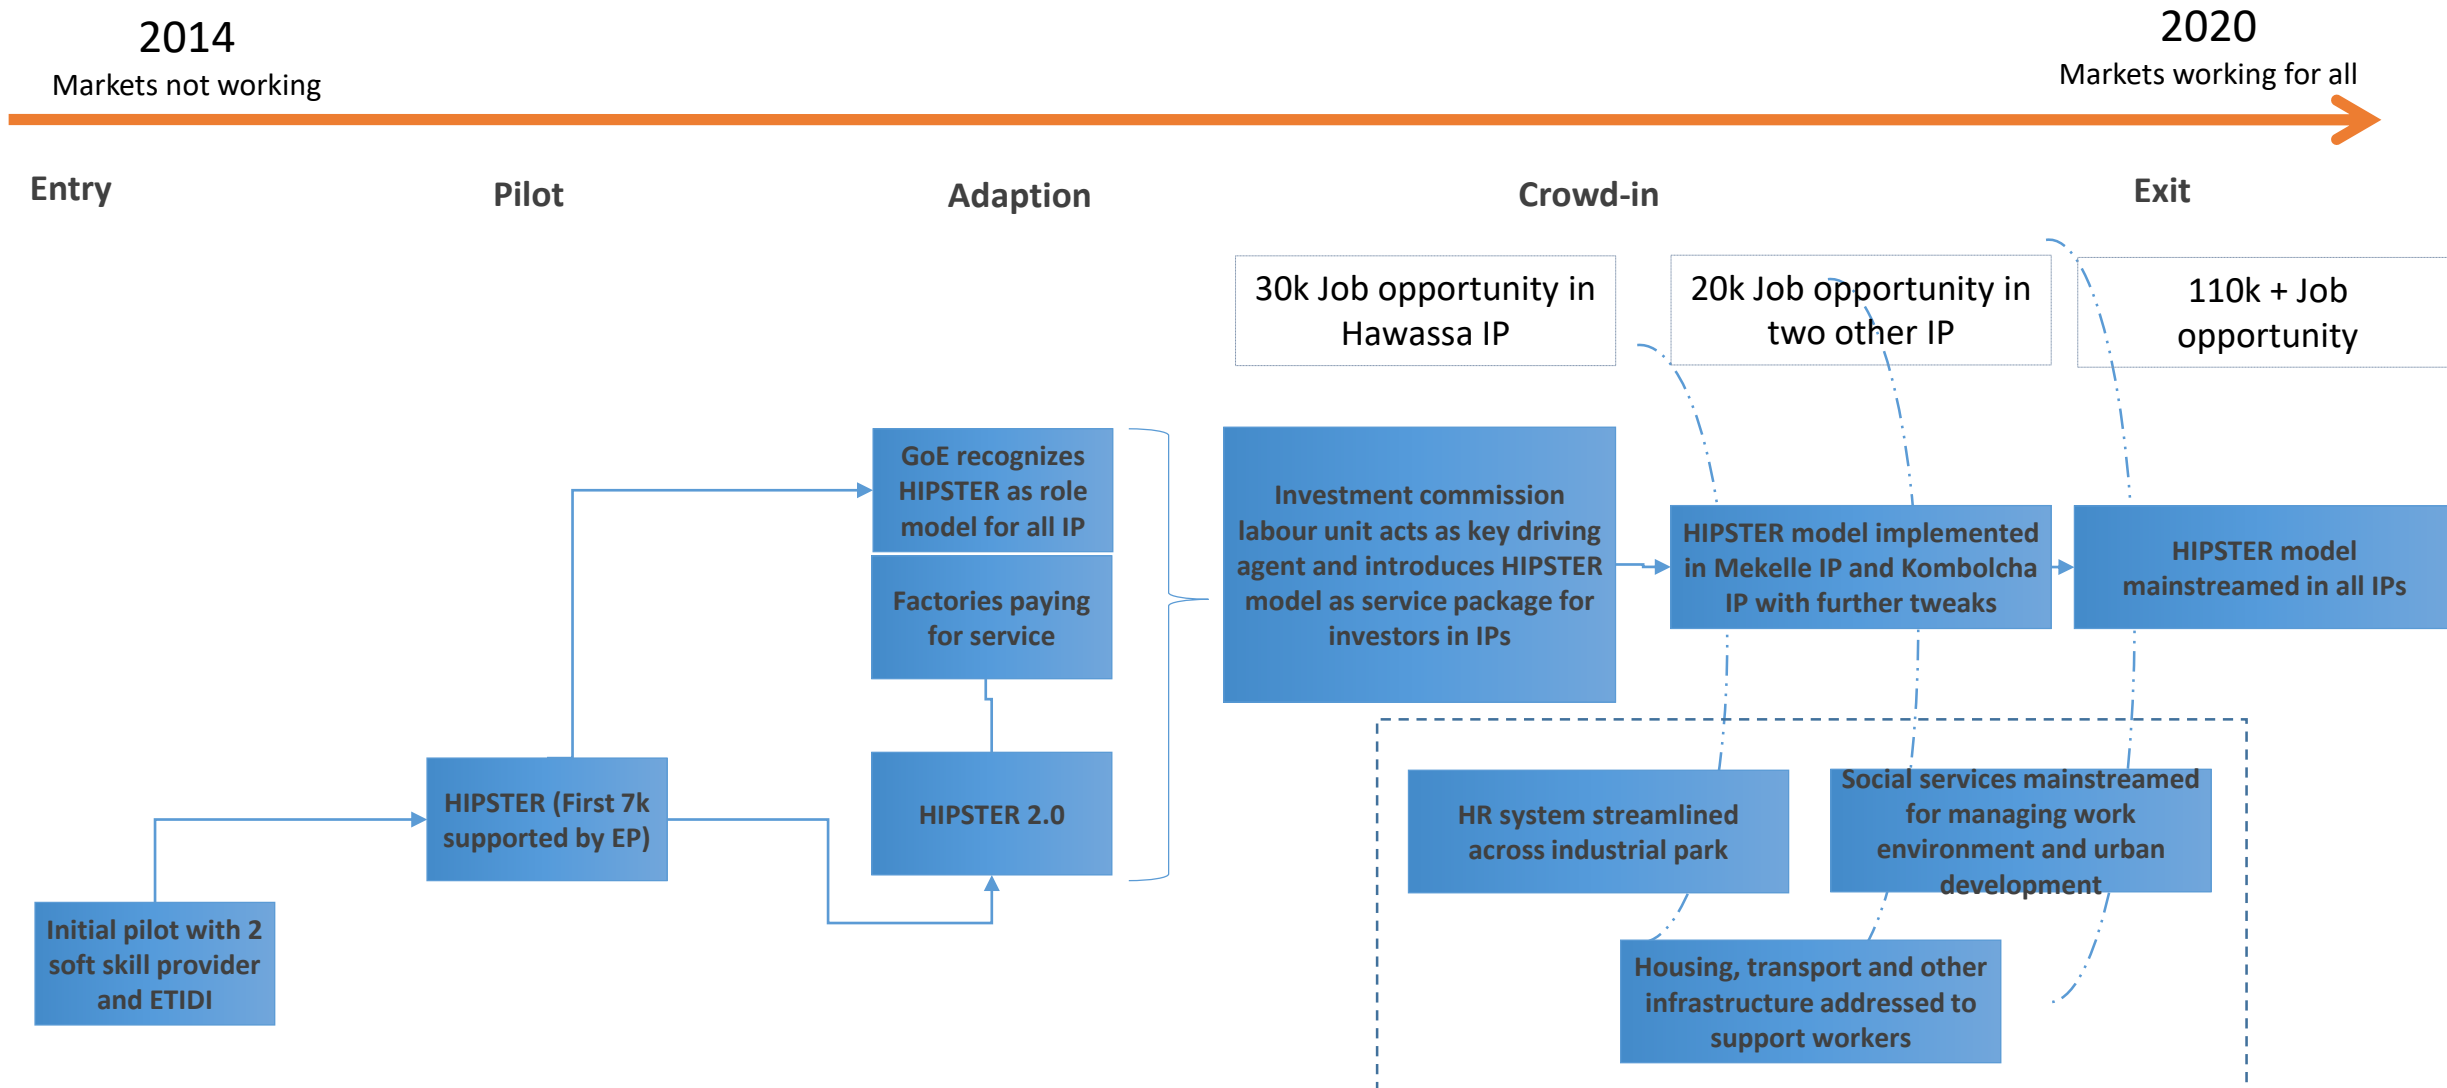 2014
Markets not working
2020
Markets working for all
Entry
Pilot
Adaption
Crowd-in
Exit
30k Job opportunity in
Hawassa IP
20k Job opportunity in
two other IP
110k + Job
opportunity
GoE recognizes
HIPSTER as role
model for all IP
Factories paying
for service
HIPSTER 2.0
Investment commission
labour unit acts as key driving
agent and introduces HIPSTER
model as service package for
investors in IPs
HIPSTER model implemented
in Mekelle IP and Kombolcha
IP with further tweaks
HIPSTER model
mainstreamed in all IPs
HIPSTER (First 7k
supported by EP)
Initial pilot with 2
soft skill provider
and ETIDI
HR system streamlined
across industrial park
Social services mainstreamed
for managing work
environment and urban
development
Housing, transport and other
infrastructure addressed to
support workers